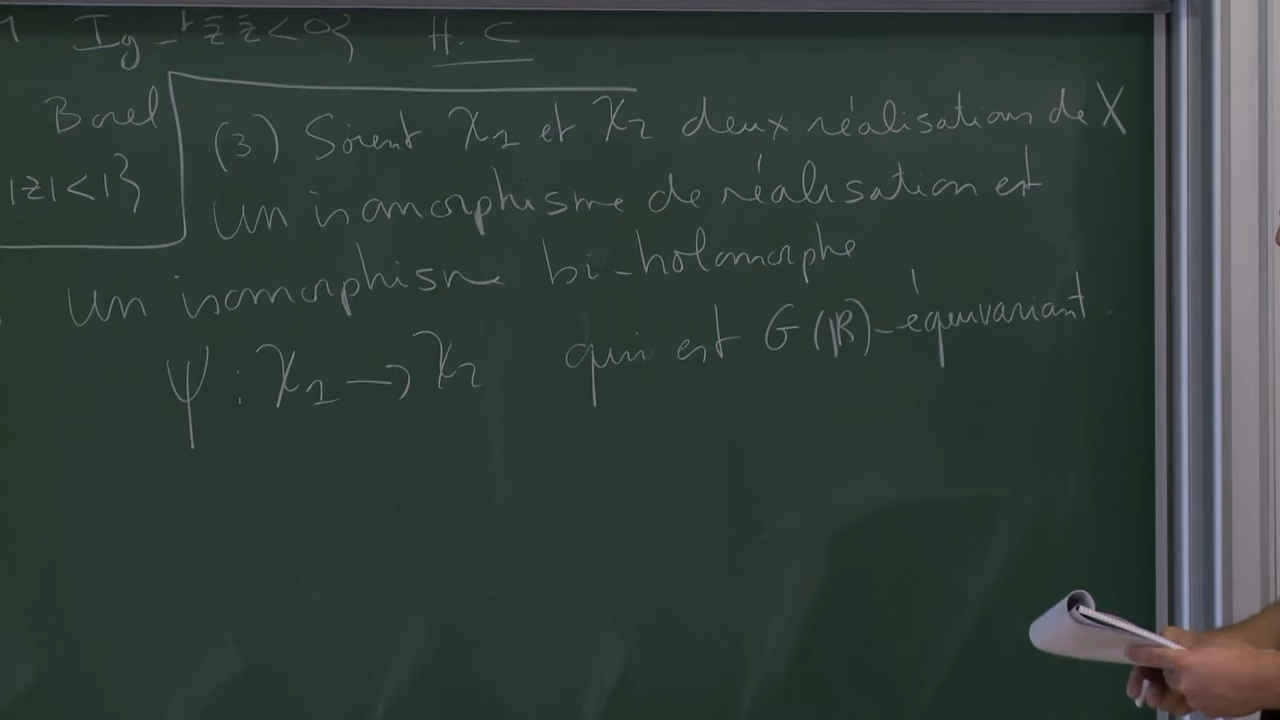 H. C
Borel
|z|<1}
(3) Soient X₁ et X₂ deux réalisations de X
un isomorphisme de réalisation est
un isomorphisme bi-holomorphe
ψ : X₁ → X₂ qui est G(ℝ)-équivariant.